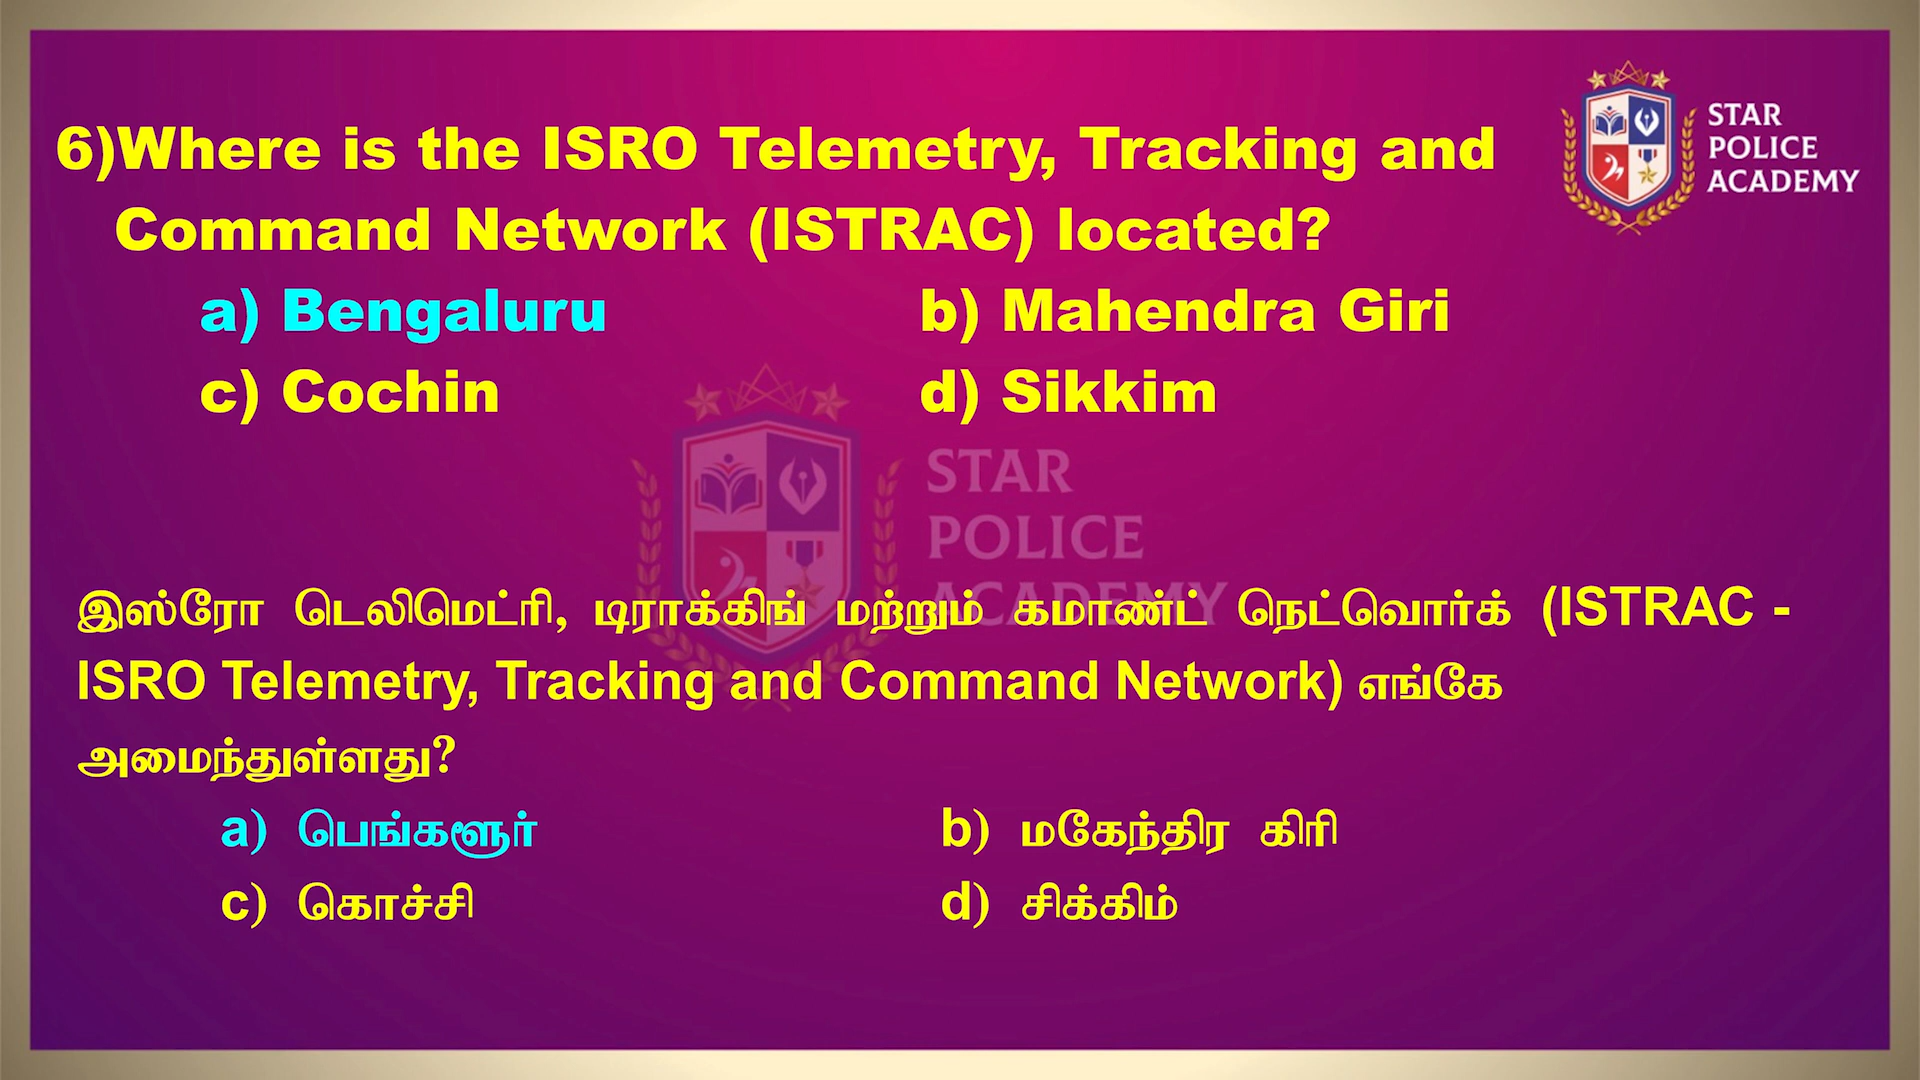 6)Where is the ISRO Telemetry, Tracking and
Command Network (ISTRAC) located?
a) Bengaluru b) Mahendra Giri
c) Cochin d) Sikkim
STAR
POLICE
ACADEMY
STAR
POLICE
ACADEMY
இஸ்ரோ டெலிமெட்ரி, டிராக்கிங் மற்றும் கமாண்ட் நெட்வொர்க் (ISTRAC -
ISRO Telemetry, Tracking and Command Network) எங்கே
அமைந்துள்ளது?
a) பெங்களூர் b) மகேந்திர கிரி
c) கொச்சி d) சிக்கிம்